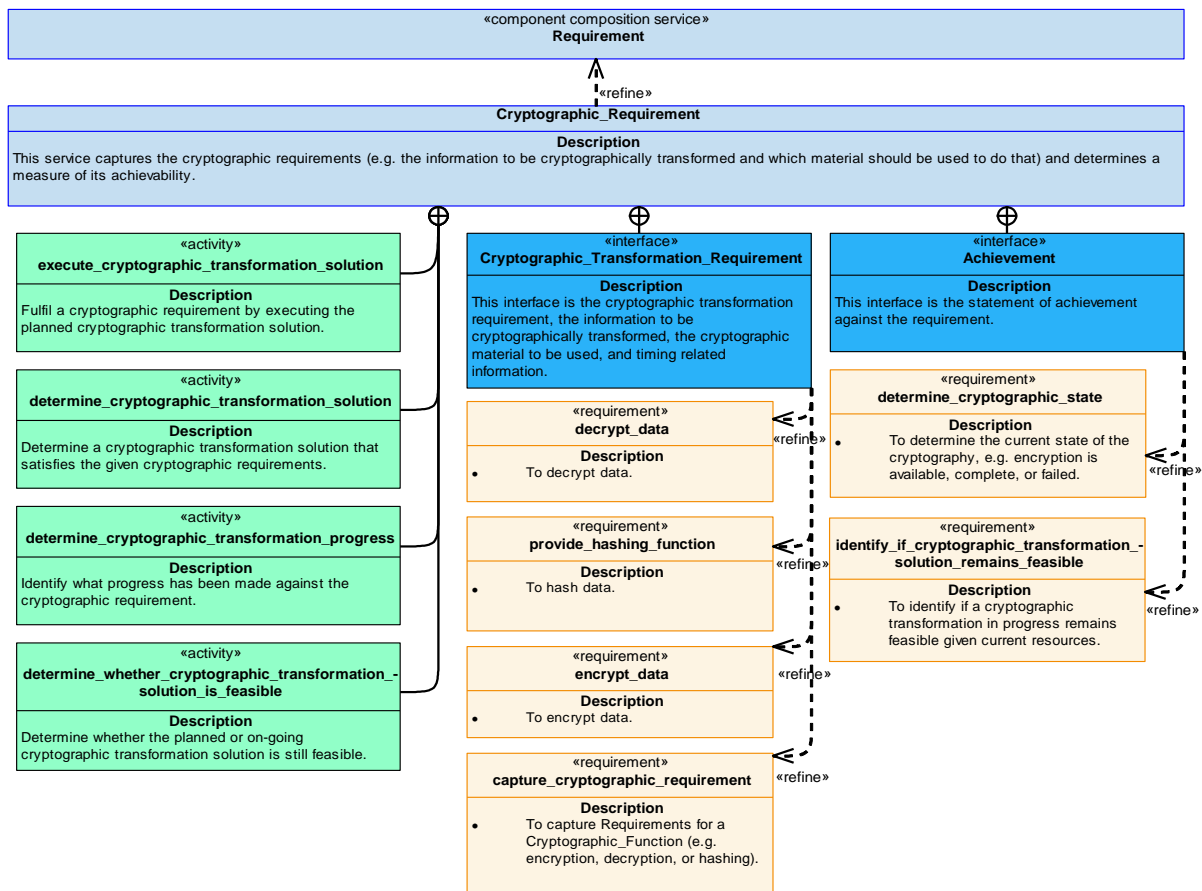 «component composition service»
Requirement
«refine»
Cryptographic_Requirement
Description
This service captures the cryptographic requirements (e.g. the information to be cryptographically transformed and which material should be used to do that) and determines a
measure of its achievability.
«activity»
execute_cryptographic_transformation_solution
Description
Fulfil a cryptographic requirement by executing the
planned cryptographic transformation solution.
«activity»
determine_cryptographic_transformation_solution
Description
Determine a cryptographic transformation solution that
satisfies the given cryptographic requirements.
«activity»
determine_cryptographic_transformation_progress
Description
Identify what progress has been made against the
cryptographic requirement.
«activity»
determine_whether_cryptographic_transformation_-
solution_is_feasible
Description
Determine whether the planned or on-going
cryptographic transformation solution is still feasible.
«interface»
Cryptographic_Transformation_Requirement
Description
This interface is the cryptographic transformation
requirement, the information to be
cryptographically transformed, the cryptographic
material to be used, and timing related
information.
«requirement»
decrypt_data
Description
• To decrypt data.
«refine»
«requirement»
provide_hashing_function
Description
• To hash data.
«refine»
«requirement»
encrypt_data
Description
• To encrypt data.
«refine»
«requirement»
capture_cryptographic_requirement
Description
• To capture Requirements for a
Cryptographic_Function (e.g.
encryption, decryption, or hashing).
«refine»
«interface»
Achievement
Description
This interface is the statement of achievement
against the requirement.
«requirement»
determine_cryptographic_state
Description
• To determine the current state of the
cryptography, e.g. encryption is
available, complete, or failed.
«refine»
«requirement»
identify_if_cryptographic_transformation_-
solution_remains_feasible
Description
• To identify if a cryptographic
transformation in progress remains
feasible given current resources.
«refine»